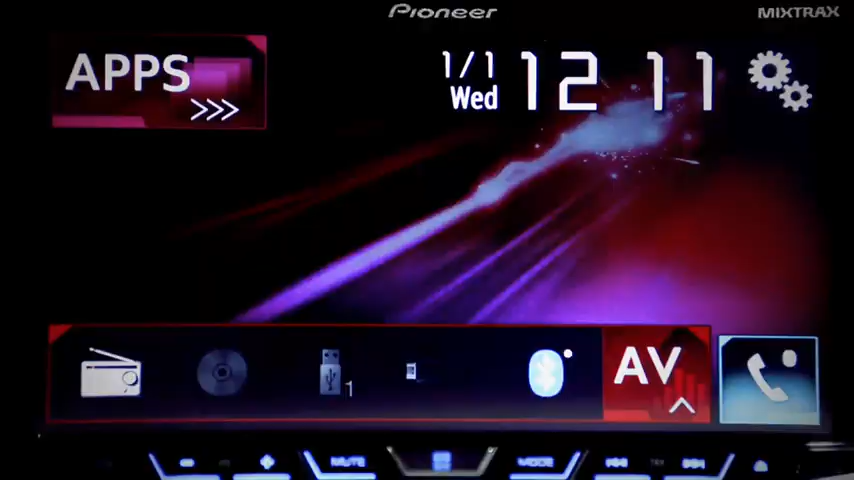 Pioneer
MIXTRAX
APPS
1/1
Wed
12 11
1
AV
MUTE
MODE